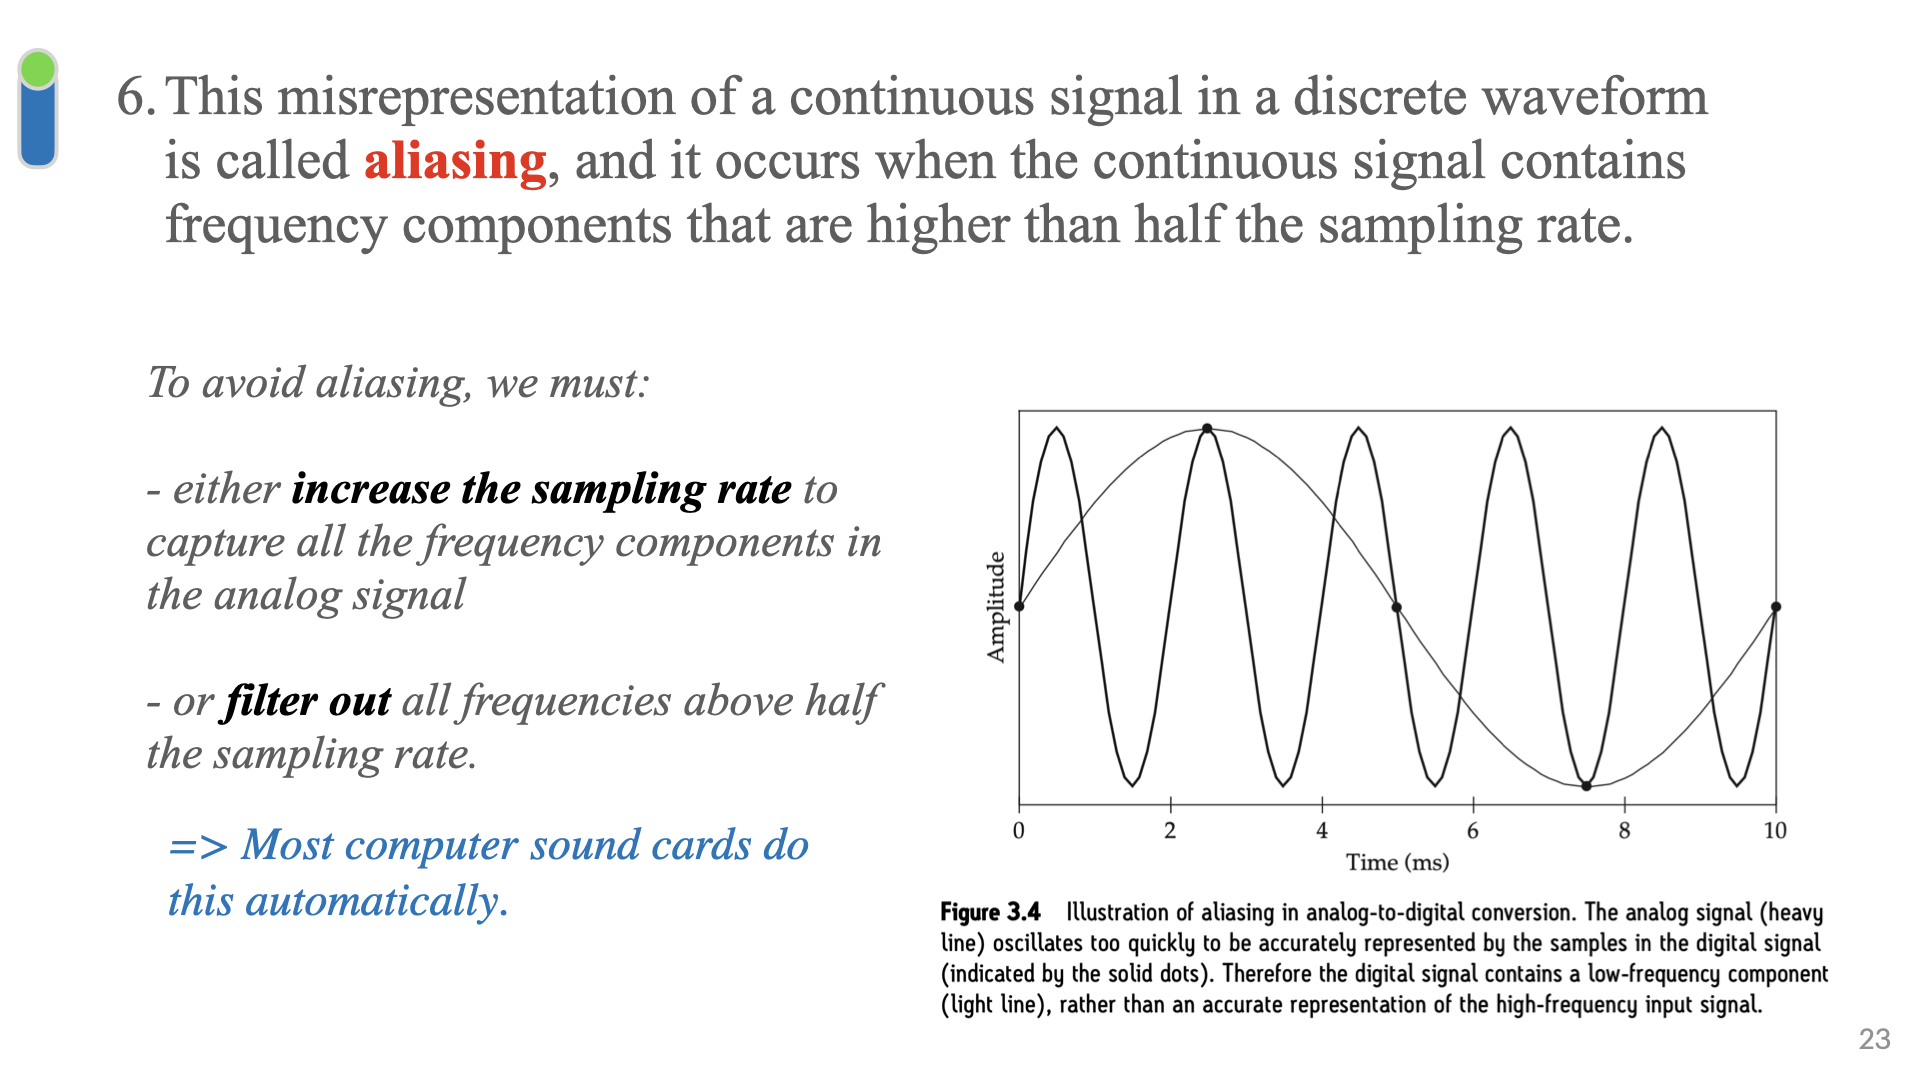 6. This misrepresentation of a continuous signal in a discrete waveform
is called aliasing, and it occurs when the continuous signal contains
frequency components that are higher than half the sampling rate.
To avoid aliasing, we must:
- either increase the sampling rate to
capture all the frequency components in
the analog signal
- or filter out all frequencies above half
the sampling rate.
=> Most computer sound cards do
this automatically.
Amplitude
0 2 4 6 8 10
Time (ms)
Figure 3.4 Illustration of aliasing in analog-to-digital conversion. The analog signal (heavy
line) oscillates too quickly to be accurately represented by the samples in the digital signal
(indicated by the solid dots). Therefore the digital signal contains a low-frequency component
(light line), rather than an accurate representation of the high-frequency input signal.
23